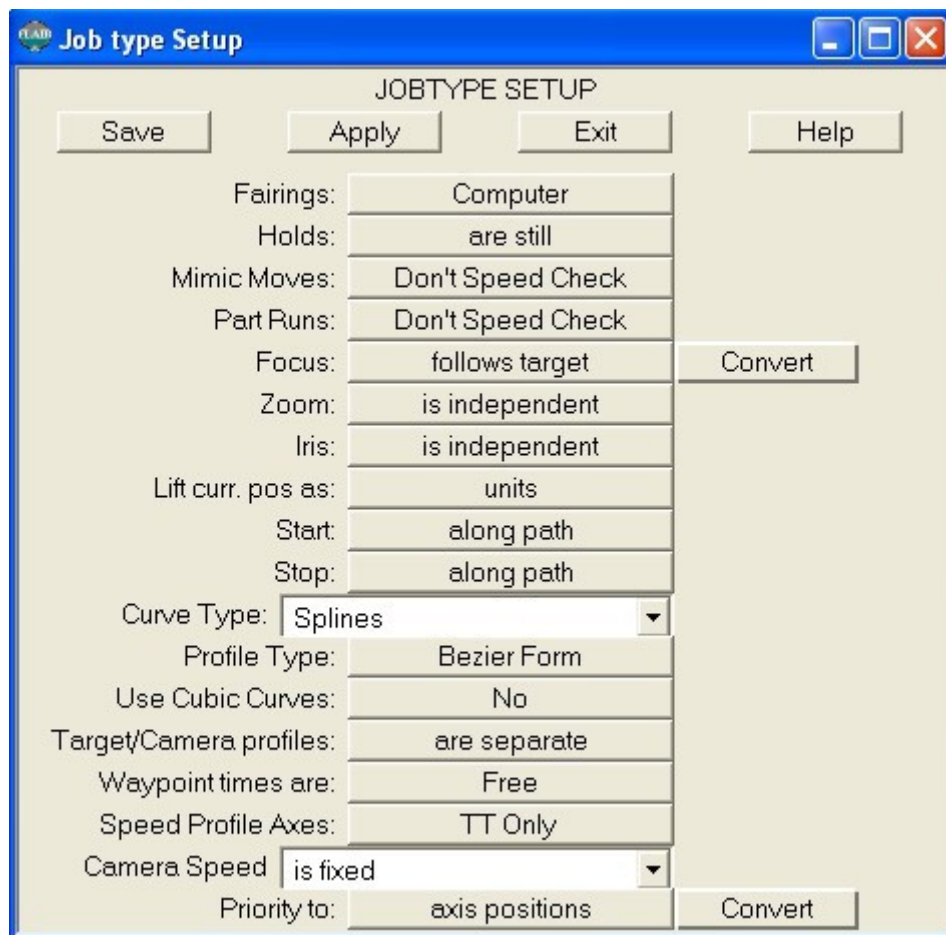 Job type Setup
JOBTYPE SETUP
Save Apply Exit Help
Fairings: Computer
Holds: are still
Mimic Moves: Don't Speed Check
Part Runs: Don't Speed Check
Focus: follows target Convert
Zoom: is independent
Iris: is independent
Lift curr. pos as: units
Start: along path
Stop: along path
Curve Type: Splines
Profile Type: Bezier Form
Use Cubic Curves: No
Target/Camera profiles: are separate
Waypoint times are: Free
Speed Profile Axes: TT Only
Camera Speed is fixed
Priority to: axis positions Convert